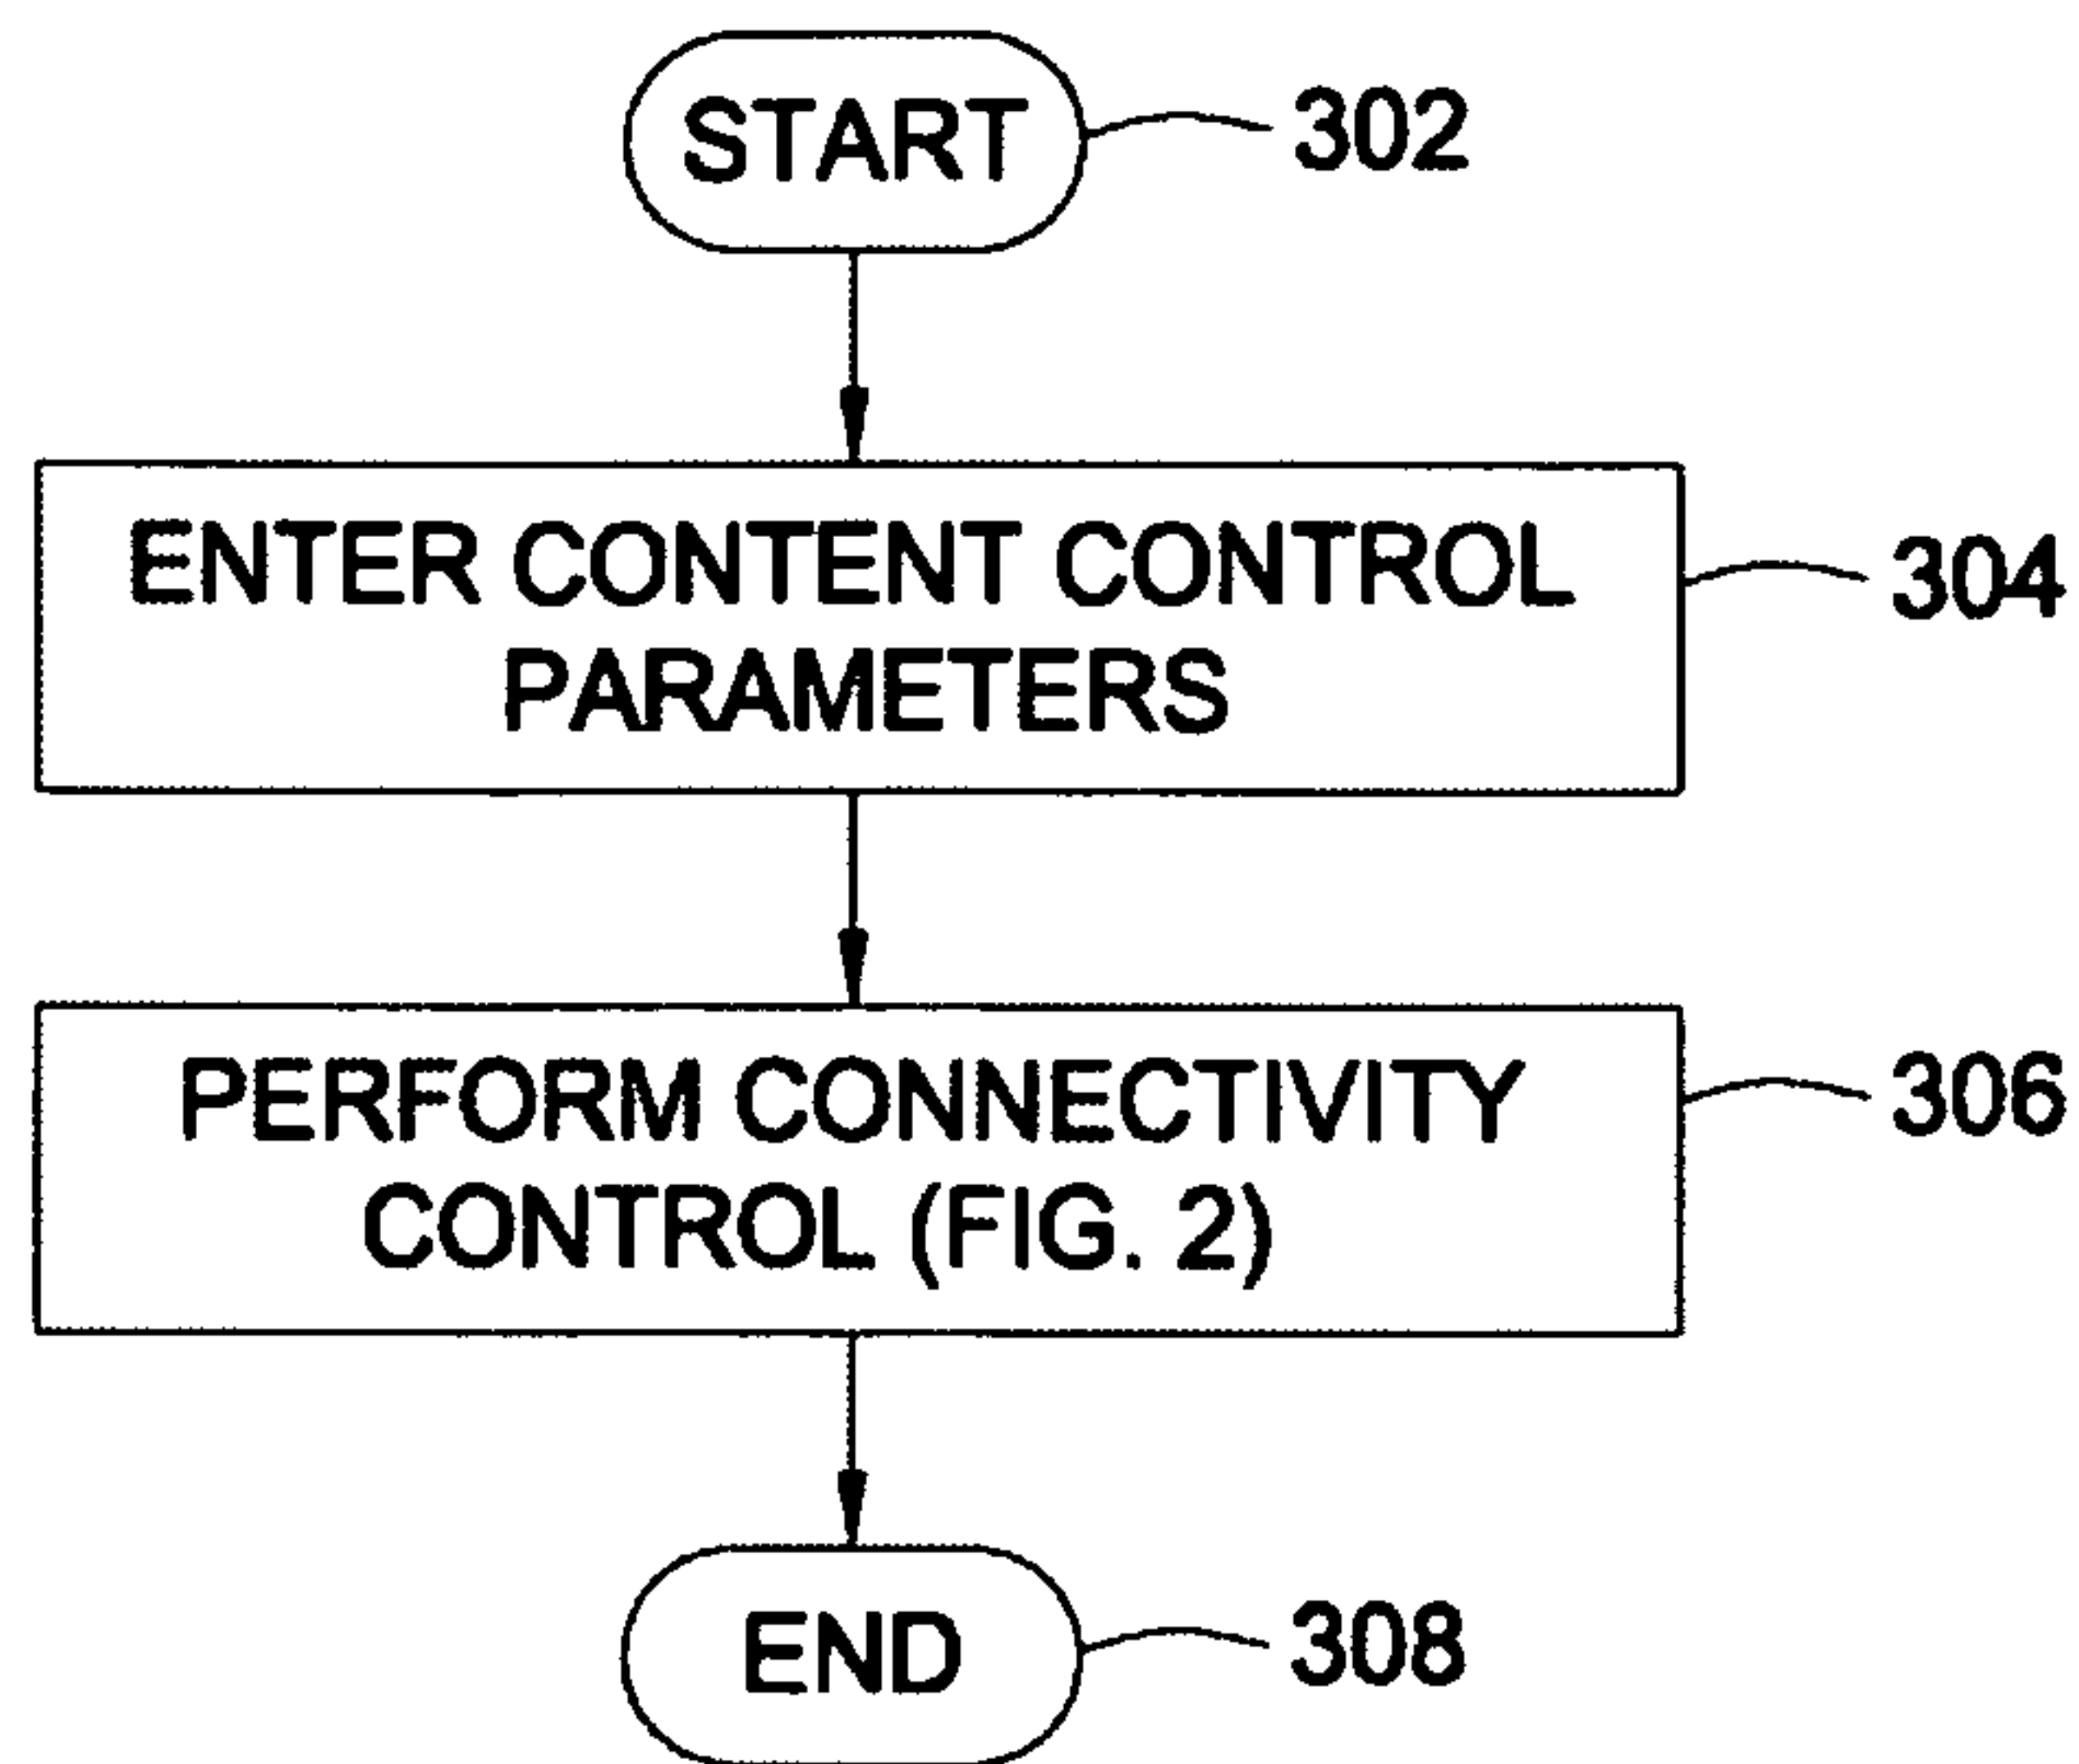 START
302
ENTER CONTENT CONTROL
PARAMETERS
304
PERFORM CONNECTIVITY
CONTROL (FIG. 2)
306
END
308